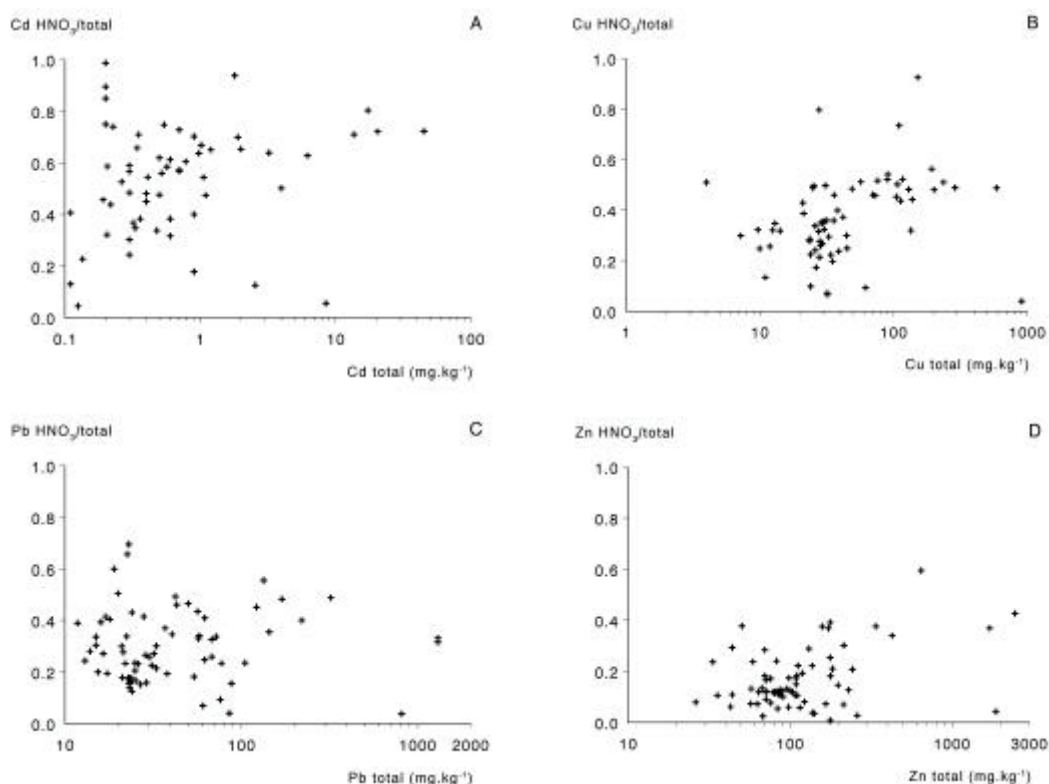 Cd HNO₃/total A
1.0
0.8
0.6
0.4
0.2
0.0
0.1 1 10 100
Cd total (mg.kg⁻¹)
Cu HNO₃/total B
1.0
0.8
0.6
0.4
0.2
0.0
1 10 100 1000
Cu total (mg.kg⁻¹)
Pb HNO₃/total C
1.0
0.8
0.6
0.4
0.2
0.0
10 100 1000 2000
Pb total (mg.kg⁻¹)
Zn HNO₃/total D
1.0
0.8
0.6
0.4
0.2
0.0
10 100 1000 3000
Zn total (mg.kg⁻¹)